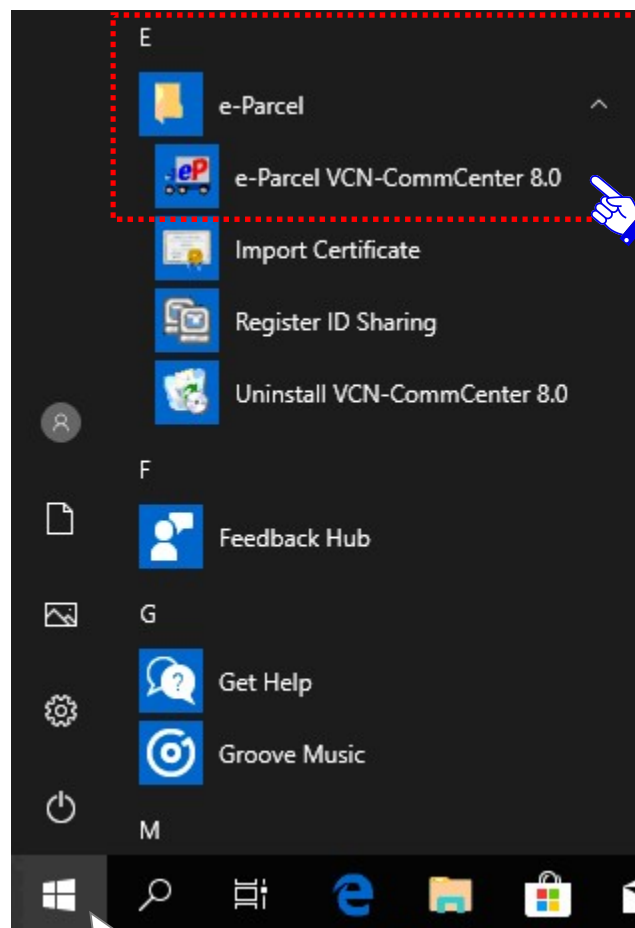 E
e-Parcel
eP
e-Parcel VCN-CommCenter 8.0
Import Certificate
Register ID Sharing
Uninstall VCN-CommCenter 8.0
F
Feedback Hub
G
Get Help
Groove Music
M